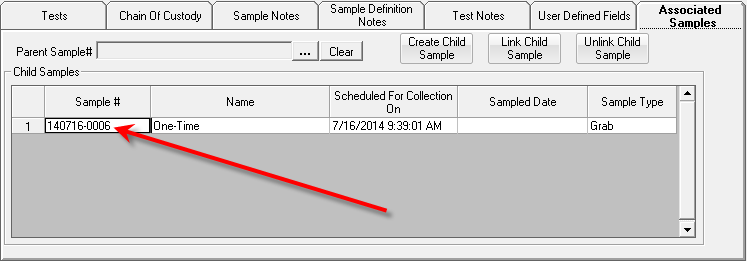 Tests
Chain Of Custody
Sample Notes
Sample Definition
Notes
Test Notes
User Defined Fields
Associated
Samples
Parent Sample#
...
Clear
Create Child
Sample
Link Child
Sample
Unlink Child
Sample
Child Samples
Sample #
Name
Scheduled For Collection
On
Sampled Date
Sample Type
1 140716-0006 One-Time 7/16/2014 9:39:01 AM Grab